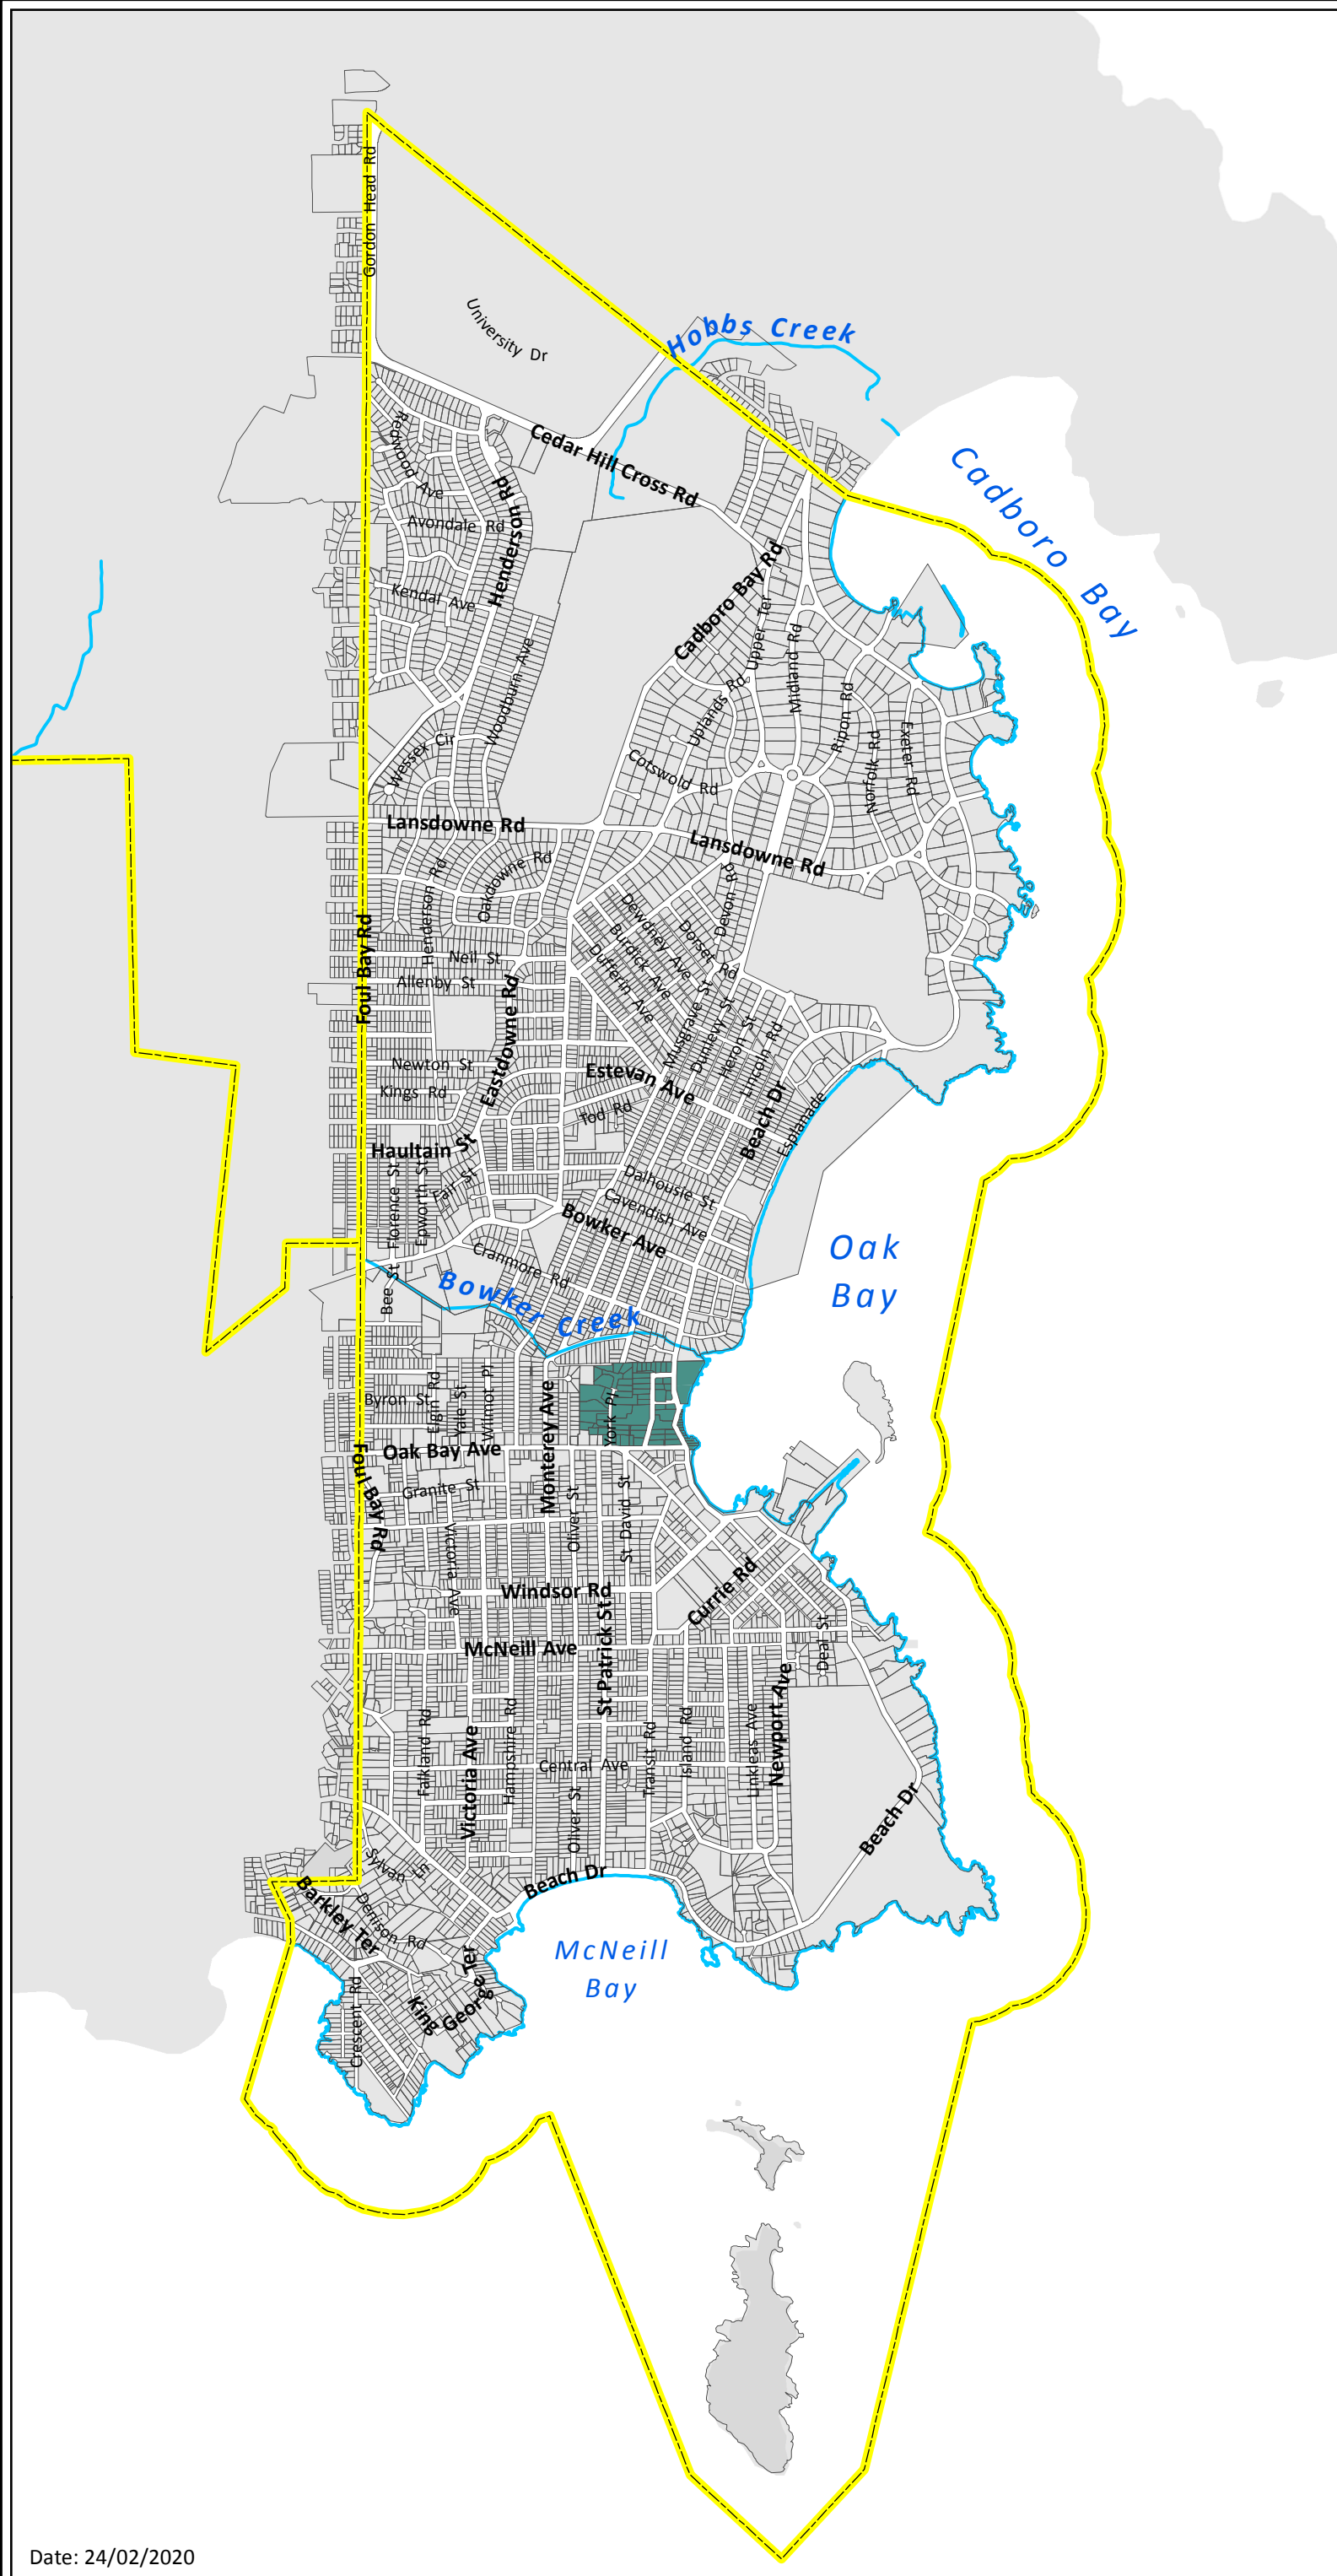 Gordon Head Rd
University Dr
Hobbs Creek
Redwood Ave
Cedar Hill Cross Rd
Cadboro Bay
Henderson Rd
Avondale Rd
Kendal Ave
Cadboro Bay Rd
Upper Ter
Midland Rd
Woodburn Ave
Uplands Rd
Ripon Rd
Norfolk Rd
Exeter Rd
Wessex Cir
Cotswold Rd
Lansdowne Rd
Lansdowne Rd
Oakdowne Rd
Henderson Rd
Devon Rd
Dewdney Ave
Burdick Ave
Dufferin Ave
Dorset Rd
Foul Bay Rd
Neil St
Allenby St
Eastdowne Rd
Musgrave St
Dunlevy St
Heron St
Lincoln Rd
Newton St
Kings Rd
Estevan Ave
Tod Rd
Beach Dr
Esplanade
Haultain St
Florence St
Epworth St
Fair St
Dalhousie St
Cavendish Ave
Bowker Ave
Cranmore Rd
Oak
Bay
Bee St
Bowker Creek
Byron St
Elgin Rd
Yale St
Wilmot Pl
Monterey Ave
York Pl
Oak Bay Ave
Foul Bay Rd
Granite St
Oliver St
St David St
Victoria Ave
Windsor Rd
Currie Rd
McNeill Ave
St Patrick St
Deal St
Newport Ave
Falkland Rd
Victoria Ave
Hampshire Rd
Central Ave
Oliver St
Transit Rd
Island Rd
Linkleas Ave
Beach Dr
Sylvan Ln
Beach Dr
Barkley Ter
Denison Rd
McNeill
Bay
King George Ter
Crescent Rd
Date: 24/02/2020